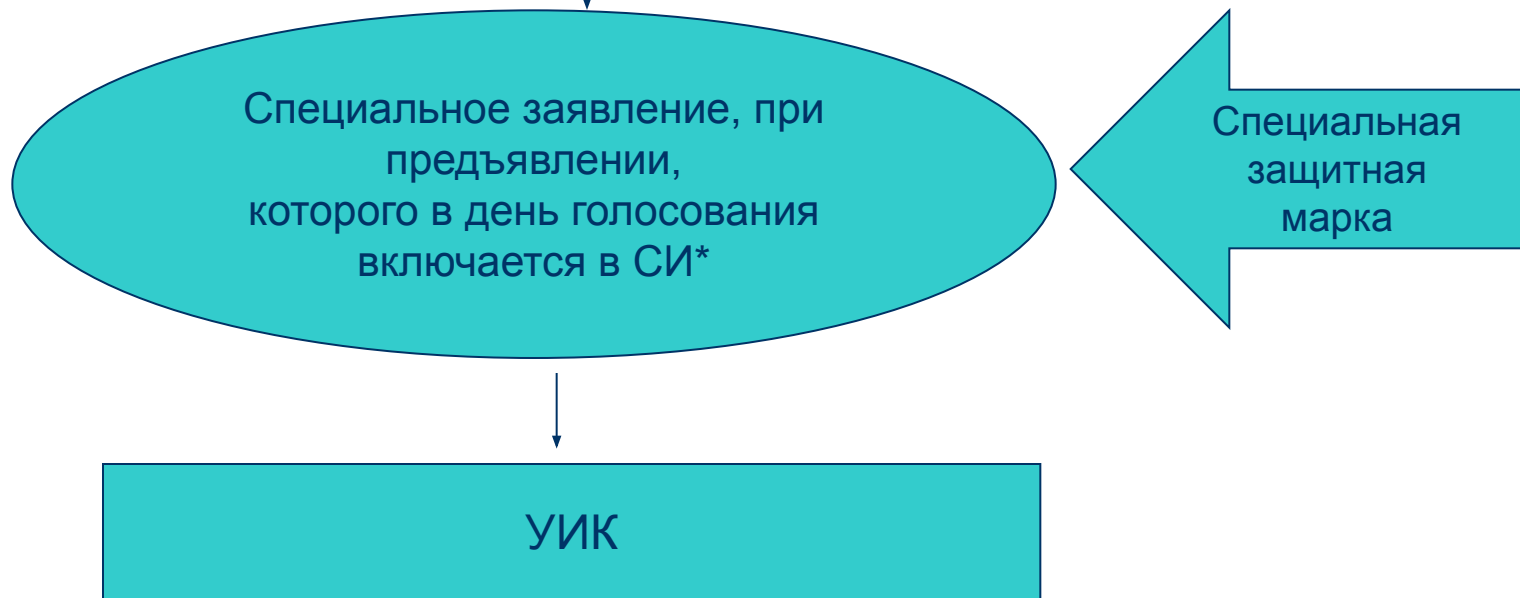 Специальное заявление, при
предъявлении,
которого в день голосования
включается в СИ*
Специальная
защитная
марка
УИК